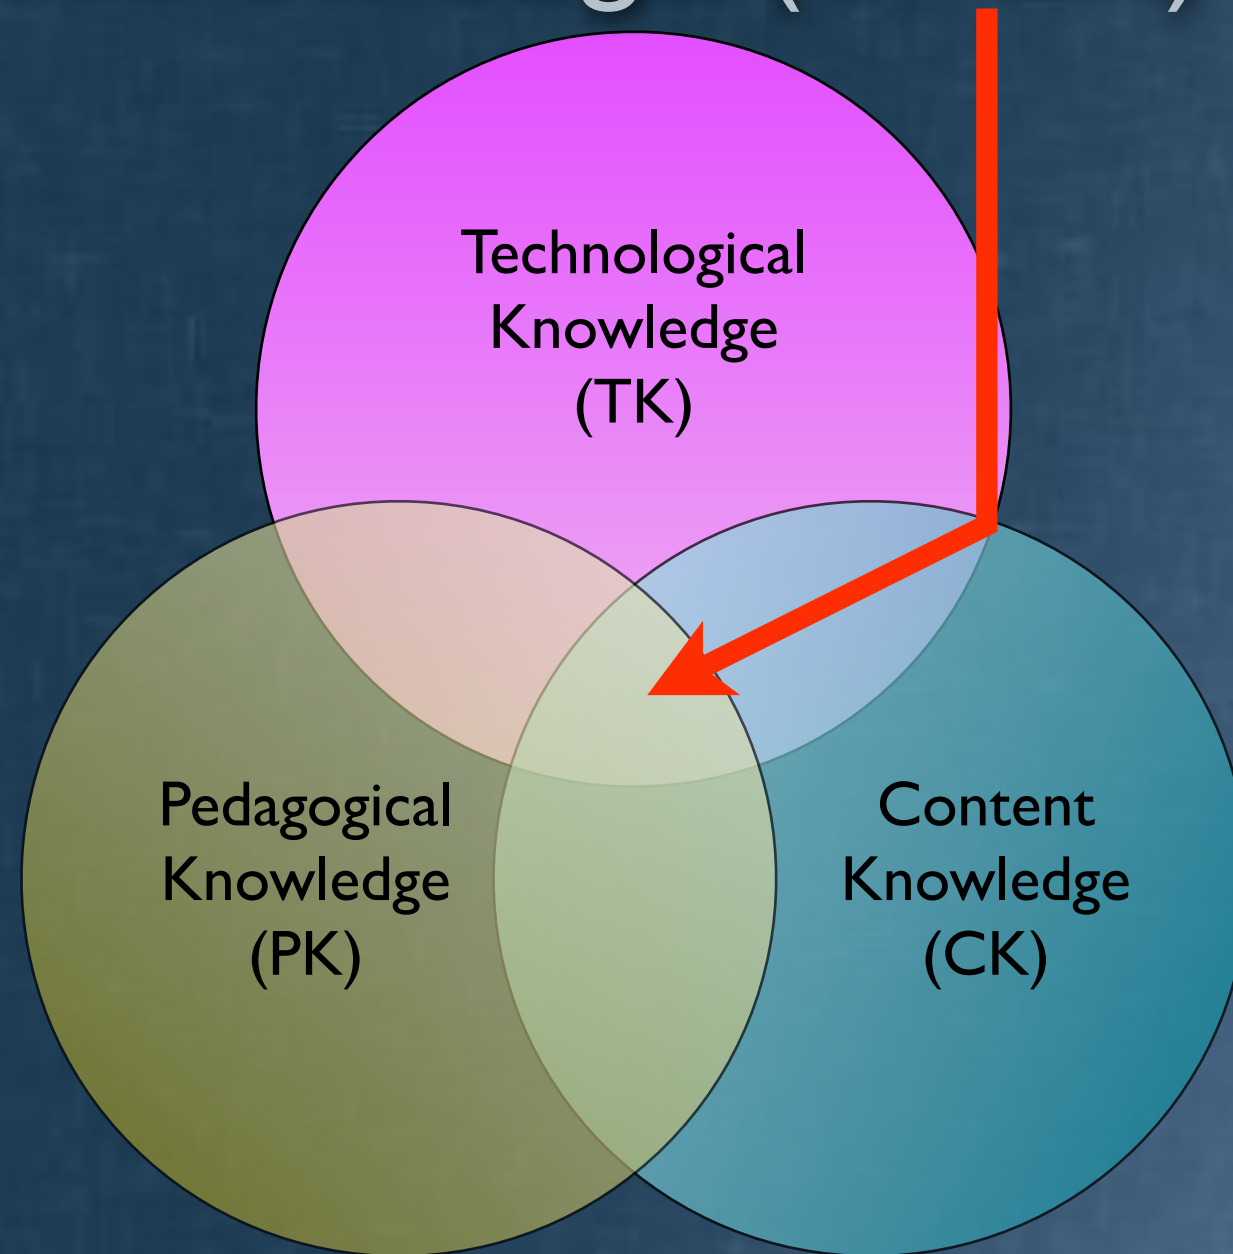 Technological
Knowledge
(TK)
Pedagogical
Knowledge
(PK)
Content
Knowledge
(CK)